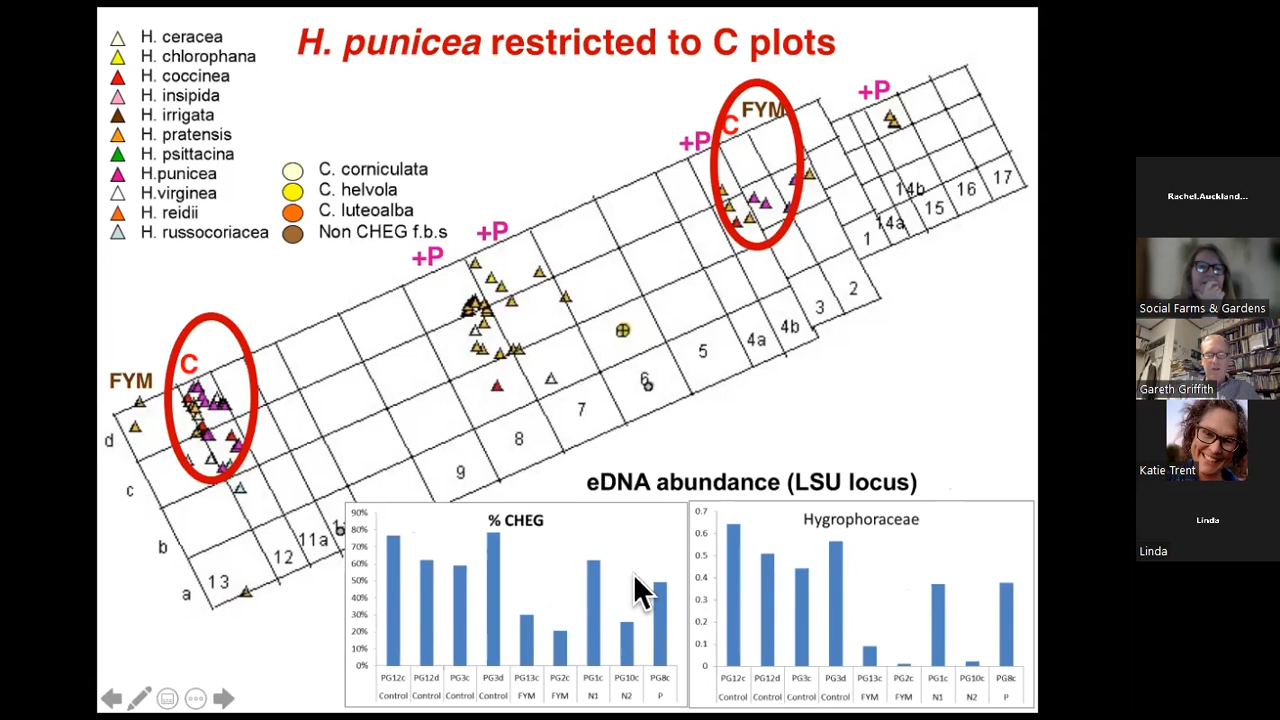 H. punicea restricted to C plots
H. ceracea
H. chlorophana
H. coccinea
H. insipida
H. irrigata
H. pratensis
H. psittacina
H.punicea
H.virginea
H. reidii
H. russocoriacea
C. corniculata
C. helvola
C. luteoalba
Non CHEG f.b.s
FYM
C
+P
+P
+P
C
FYM
+P
d
c
b
a
13
12
11a
9
8
7
6
5
4a
4b
3
2
1
14a
14b
15
16
17
eDNA abundance (LSU locus)
% CHEG
90%
80%
70%
60%
50%
40%
30%
20%
10%
0%
PG12c PG12d PG3c PG3d PG13c PG2c PG1c PG10c PG8c
Control Control Control Control FYM FYM N1 N2 P
Hygrophoraceae
0.7
0.6
0.5
0.4
0.3
0.2
0.1
0
PG12c PG12d PG3c PG3d PG13c PG2c PG1c PG10c PG8c
Control Control Control Control FYM FYM N1 N2 P
Rachel.Auckland...
Social Farms & Gardens
Gareth Griffith
Katie Trent
Linda
Linda